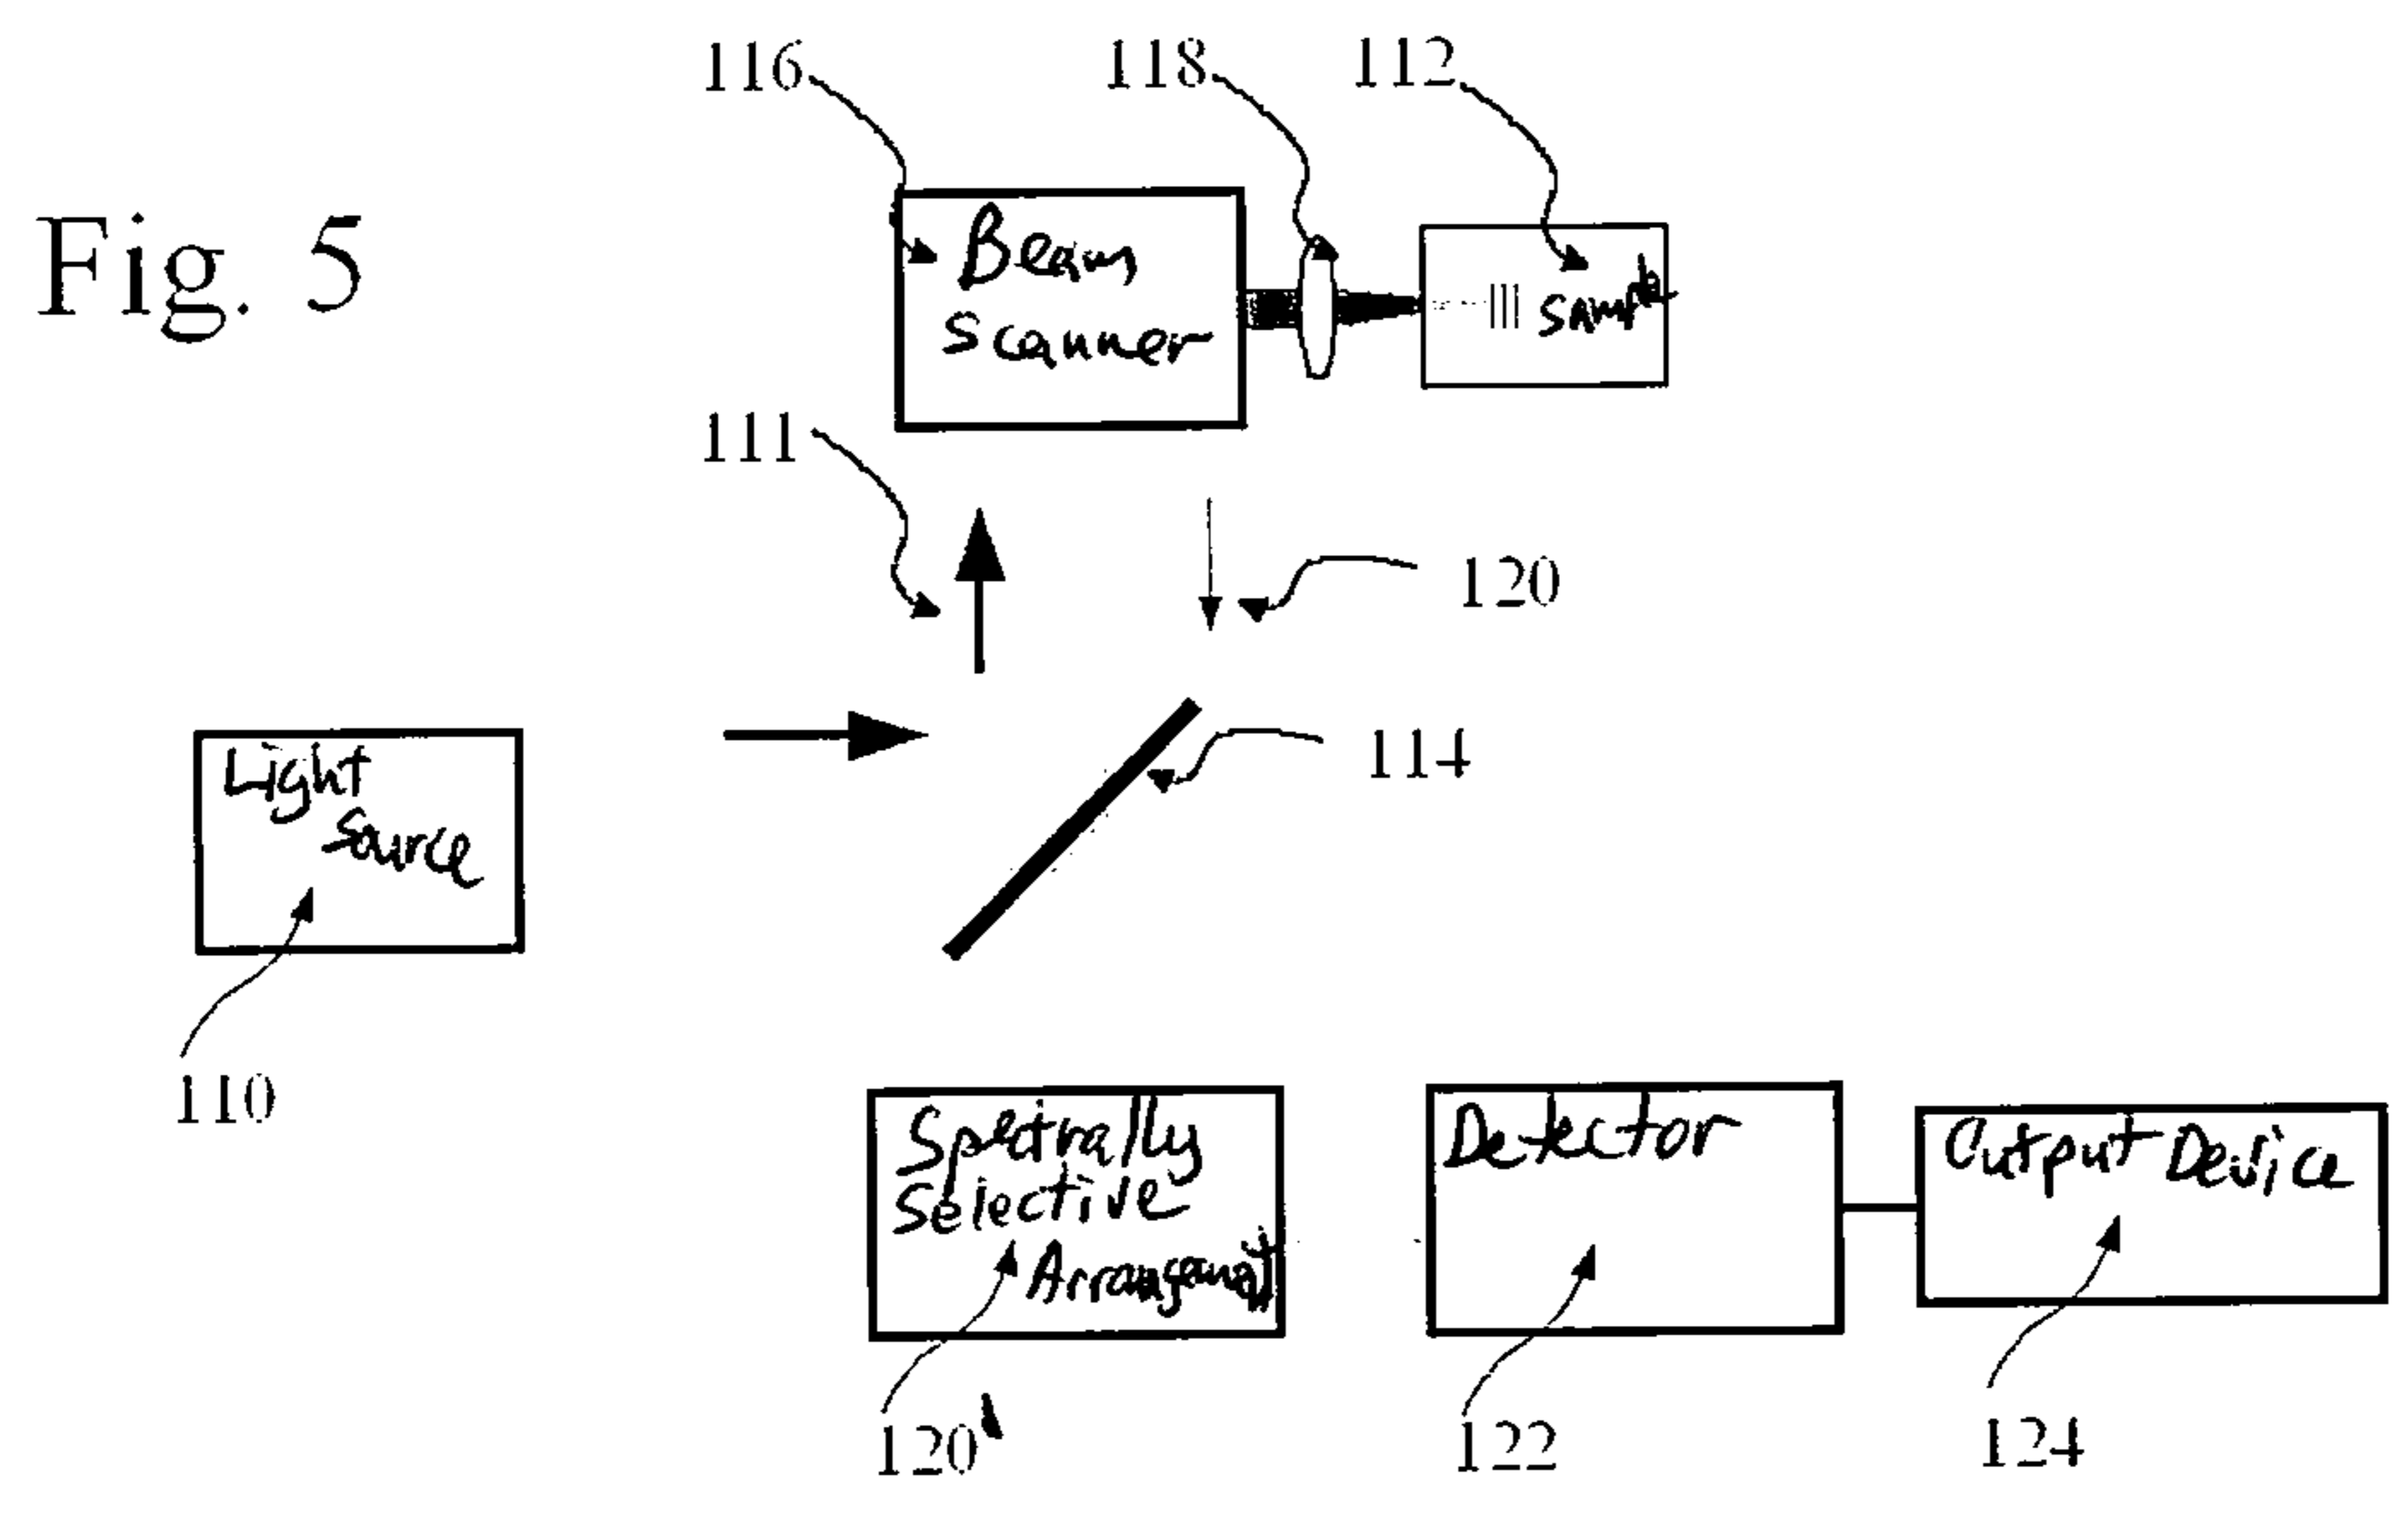 116
118
112
Fig. 5
Beam
Scanner
Sample
111
120
114
Light
Source
110
Spectrally
Selective
Arrangement
Detector
Output Device
120'
122
124